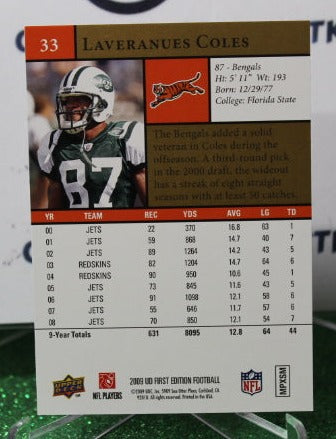 33 LAVERANUES COLES
87
87 - Bengals
Ht: 5' 11" Wt: 193
Born: 12/29/77
College: Florida State
The Bengals added a solid
veteran in Coles during the
offseason. A third-round pick
in the 2000 draft, the wideout
has a streak of eight straight
seasons with at least 50 catches.
YR TEAM REC YDS AVG LG TD
00 JETS 22 370 16.8 63 1
01 JETS 59 868 14.7 40 7
02 JETS 89 1264 14.2 43 5
03 REDSKINS 82 1204 14.7 64 6
04 REDSKINS 90 950 10.6 45 1
05 JETS 73 845 11.6 43 5
06 JETS 91 1098 12.1 58 6
07 JETS 55 646 11.7 57 6
08 JETS 70 850 12.1 54 7
9-Year Totals 631 8095 12.8 64 44
UPPER DECK
NFL PLAYERS
2009 UD FIRST EDITION FOOTBALL
NFL
MPXSM